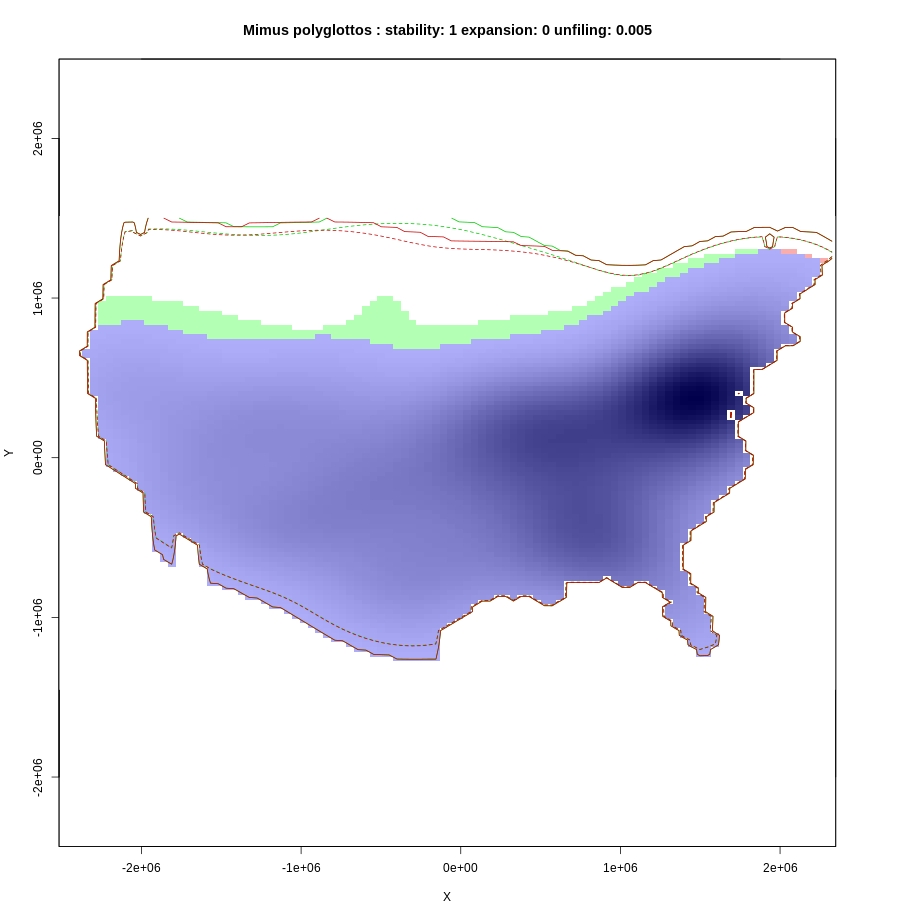 Mimus polyglottos : stability: 1 expansion: 0 unfiling: 0.005
2e+06
1e+06
Y
0e+00
-1e+06
-2e+06
-2e+06 -1e+06 0e+00 1e+06 2e+06
X